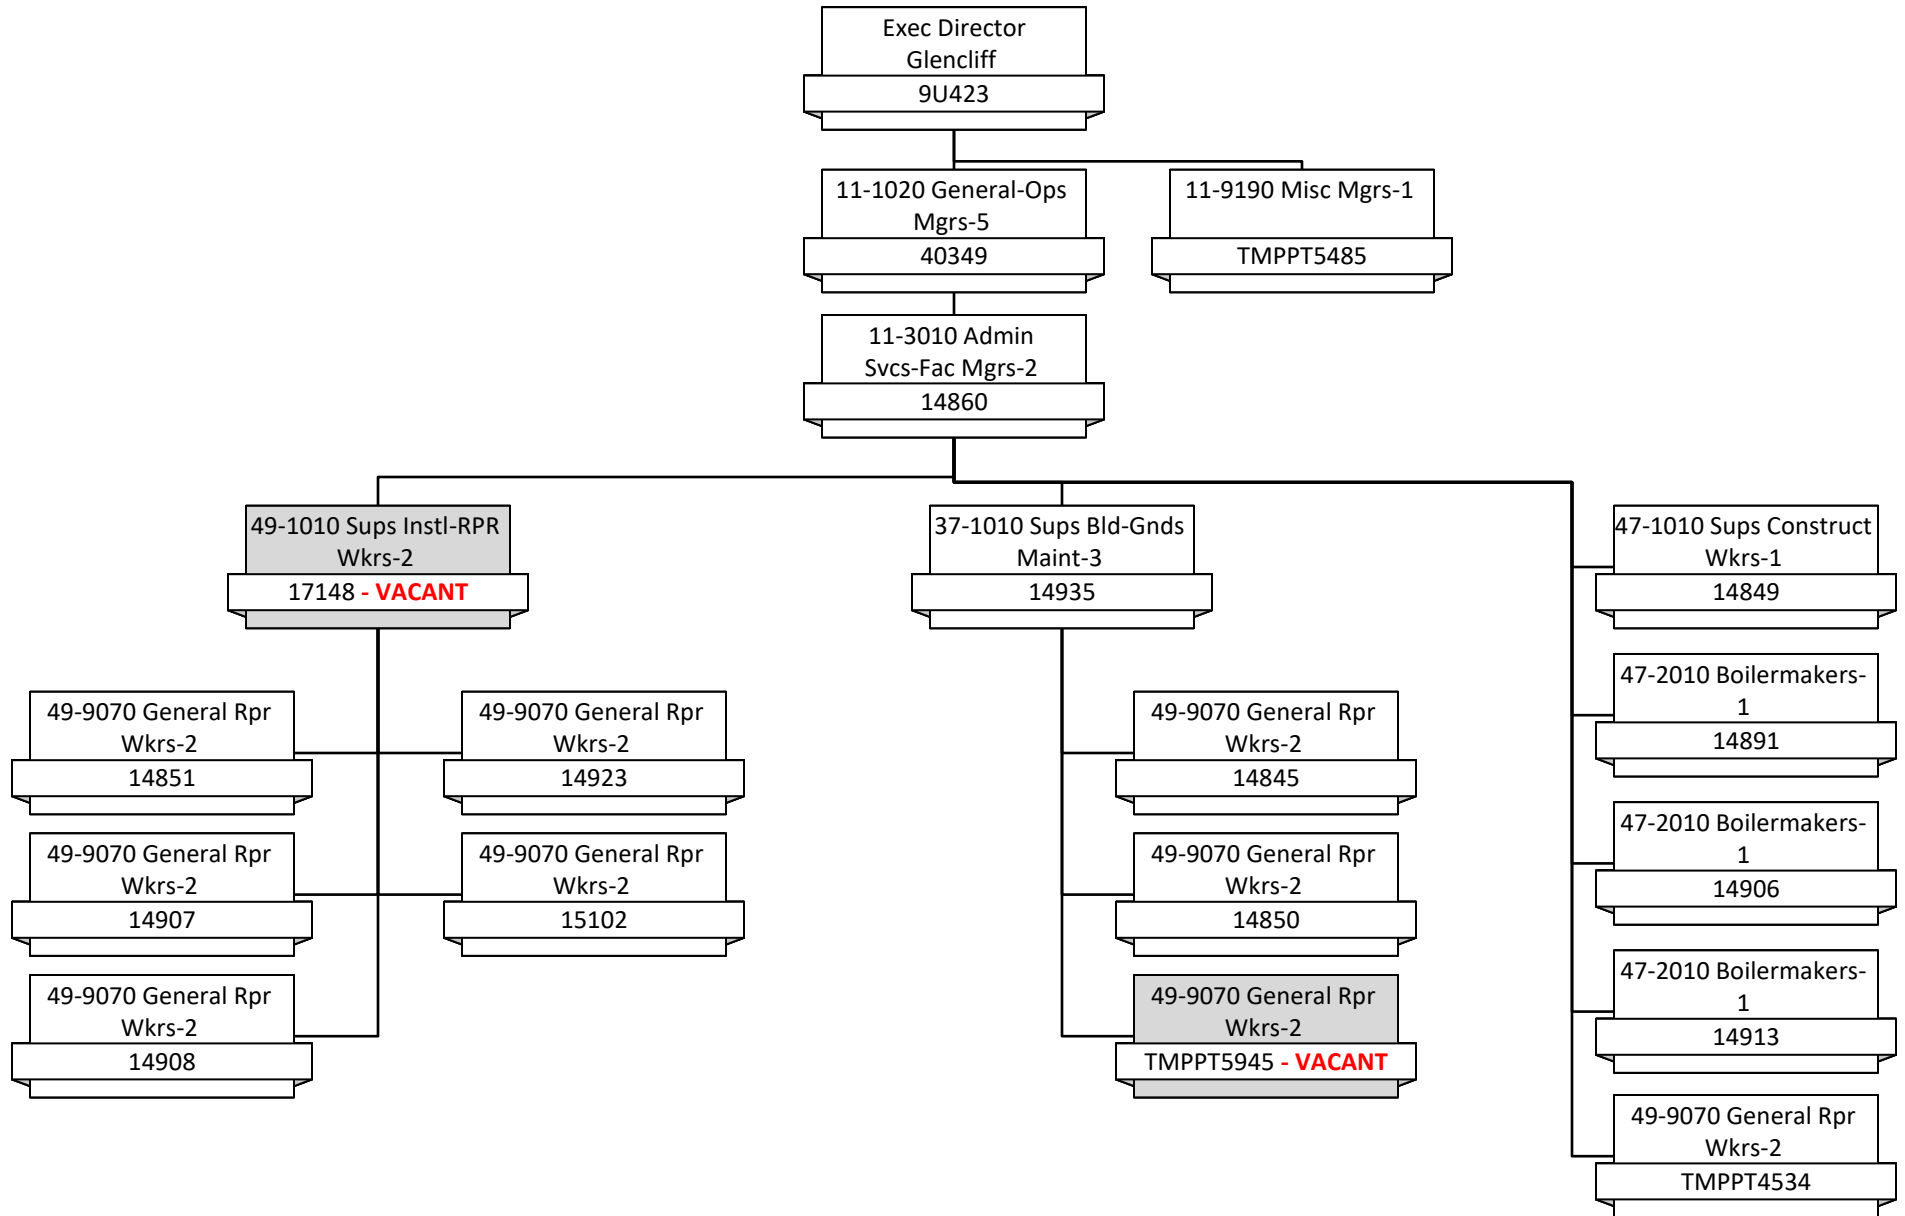 Exec Director
Glencliff
9U423
11-1020 General-Ops
Mgrs-5
40349
11-9190 Misc Mgrs-1
TMPPT5485
11-3010 Admin
Svcs-Fac Mgrs-2
14860
49-1010 Sups Instl-RPR
Wkrs-2
17148 - VACANT
37-1010 Sups Bld-Gnds
Maint-3
14935
47-1010 Sups Construct
Wkrs-1
14849
49-9070 General Rpr
Wkrs-2
14851
49-9070 General Rpr
Wkrs-2
14923
49-9070 General Rpr
Wkrs-2
14907
49-9070 General Rpr
Wkrs-2
15102
49-9070 General Rpr
Wkrs-2
14908
49-9070 General Rpr
Wkrs-2
14845
49-9070 General Rpr
Wkrs-2
14850
49-9070 General Rpr
Wkrs-2
TMPPT5945 - VACANT
47-2010 Boilermakers-
1
14891
47-2010 Boilermakers-
1
14906
47-2010 Boilermakers-
1
14913
49-9070 General Rpr
Wkrs-2
TMPPT4534